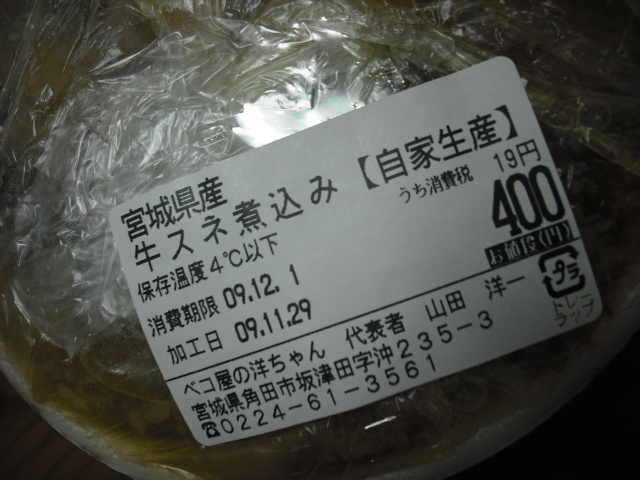 宮城県産
牛スネ煮込み【自家生産】
うち消費税 19円
保存温度4℃以下
400
お値段(円)
消費期限 09.12.1
加工日 09.11.29
プラ
トレー
ラップ
ベコ屋の洋ちゃん 代表者 山田 洋一
宮城県角田市坂津田字沖235-3
☎0224-61-3561